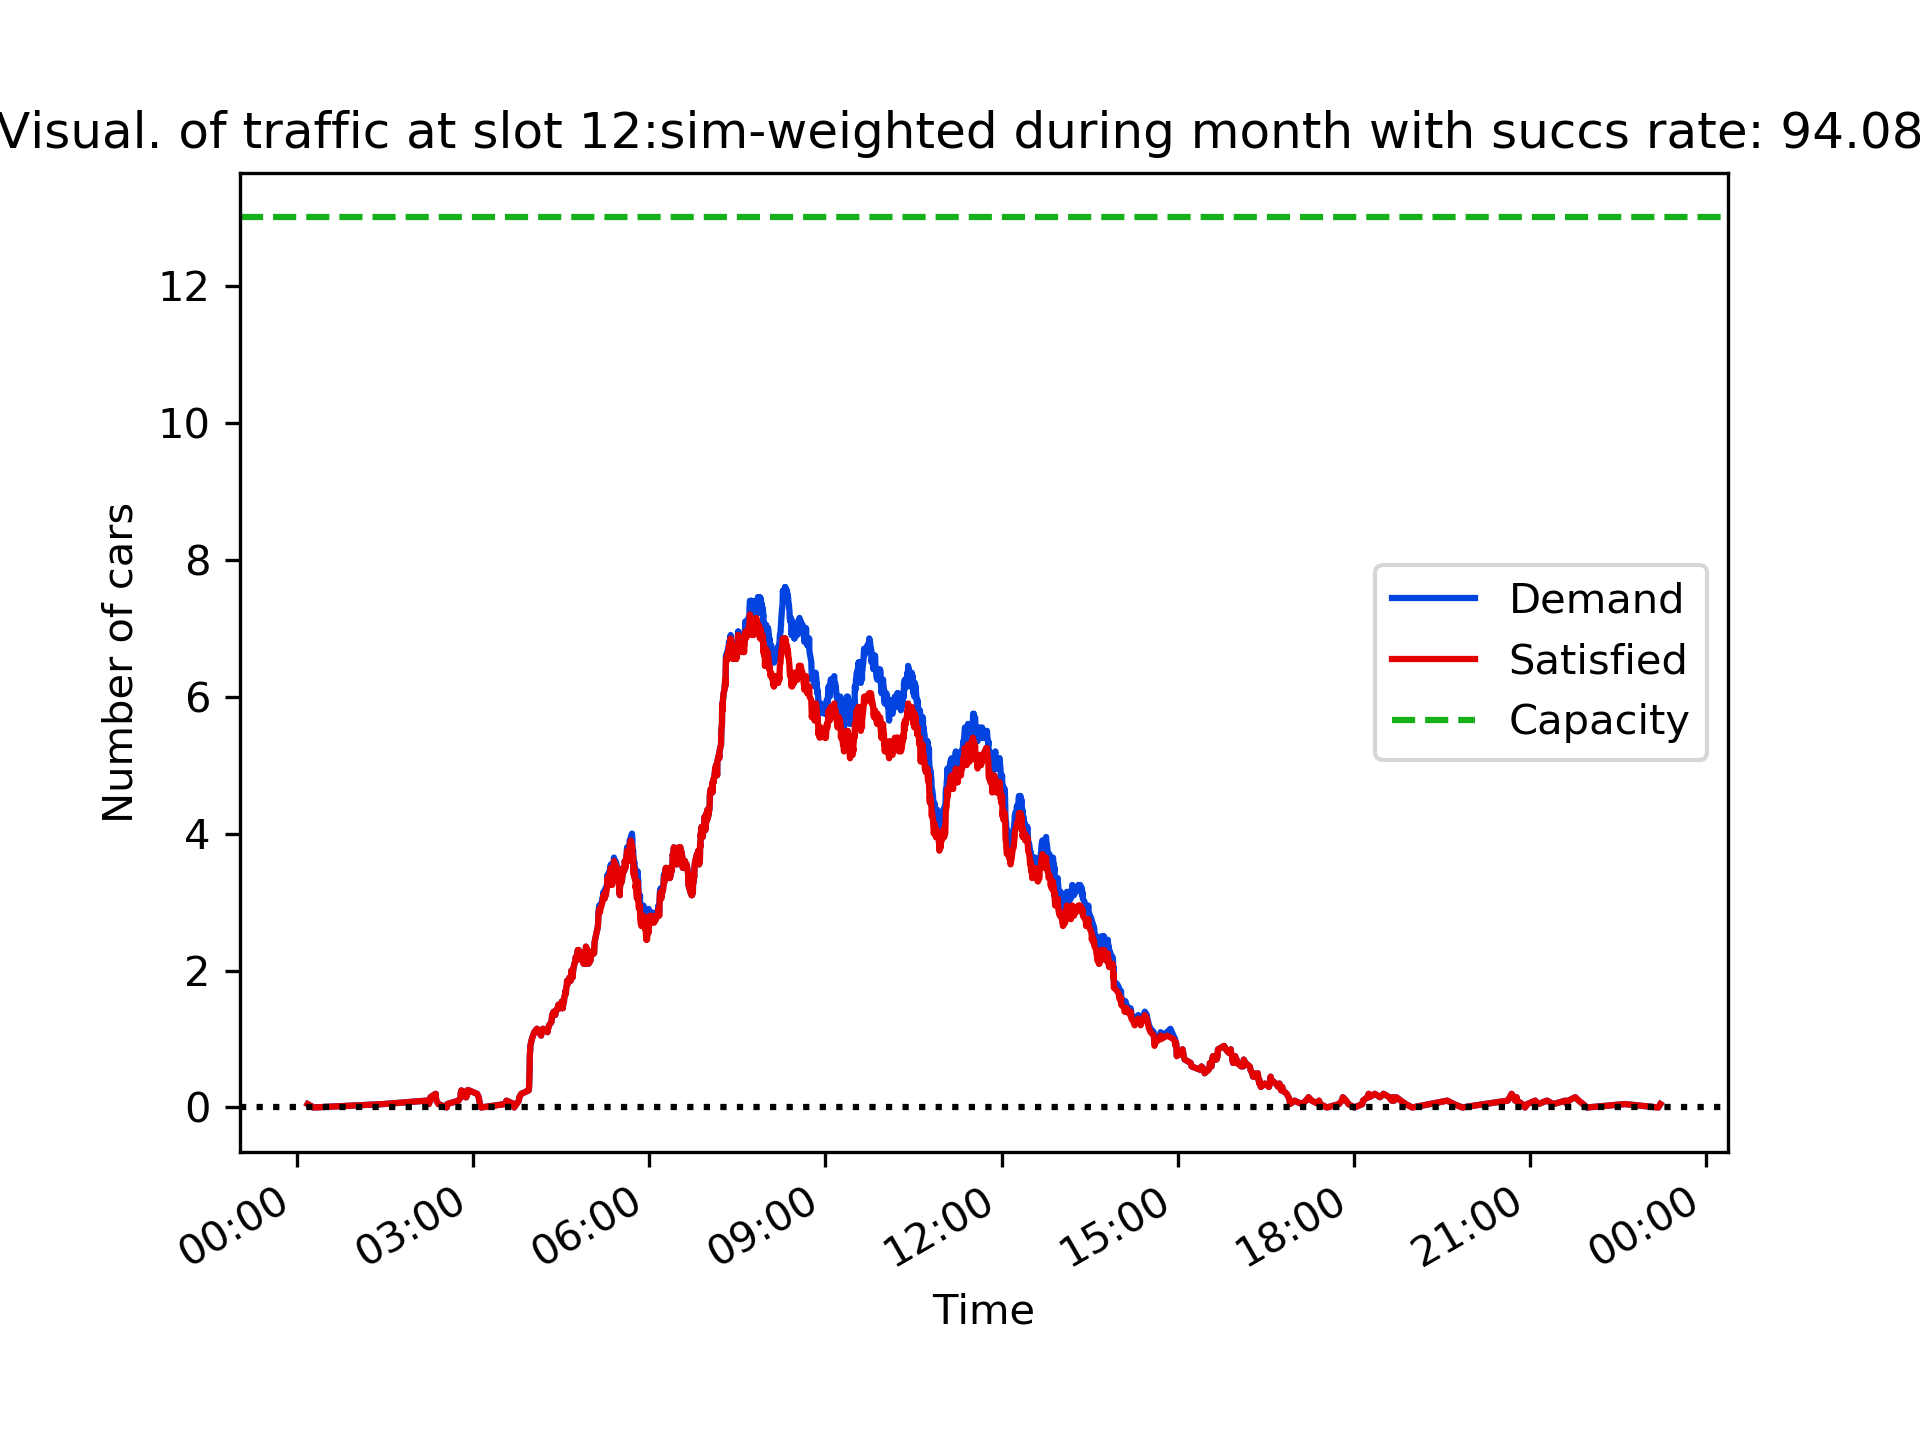 Visual. of traffic at slot 12:sim-weighted during month with succs rate: 94.08
12
10
8
6
4
2
0
Number of cars
Demand
Satisfied
Capacity
00:00
03:00
06:00
09:00
12:00
15:00
18:00
21:00
00:00
Time